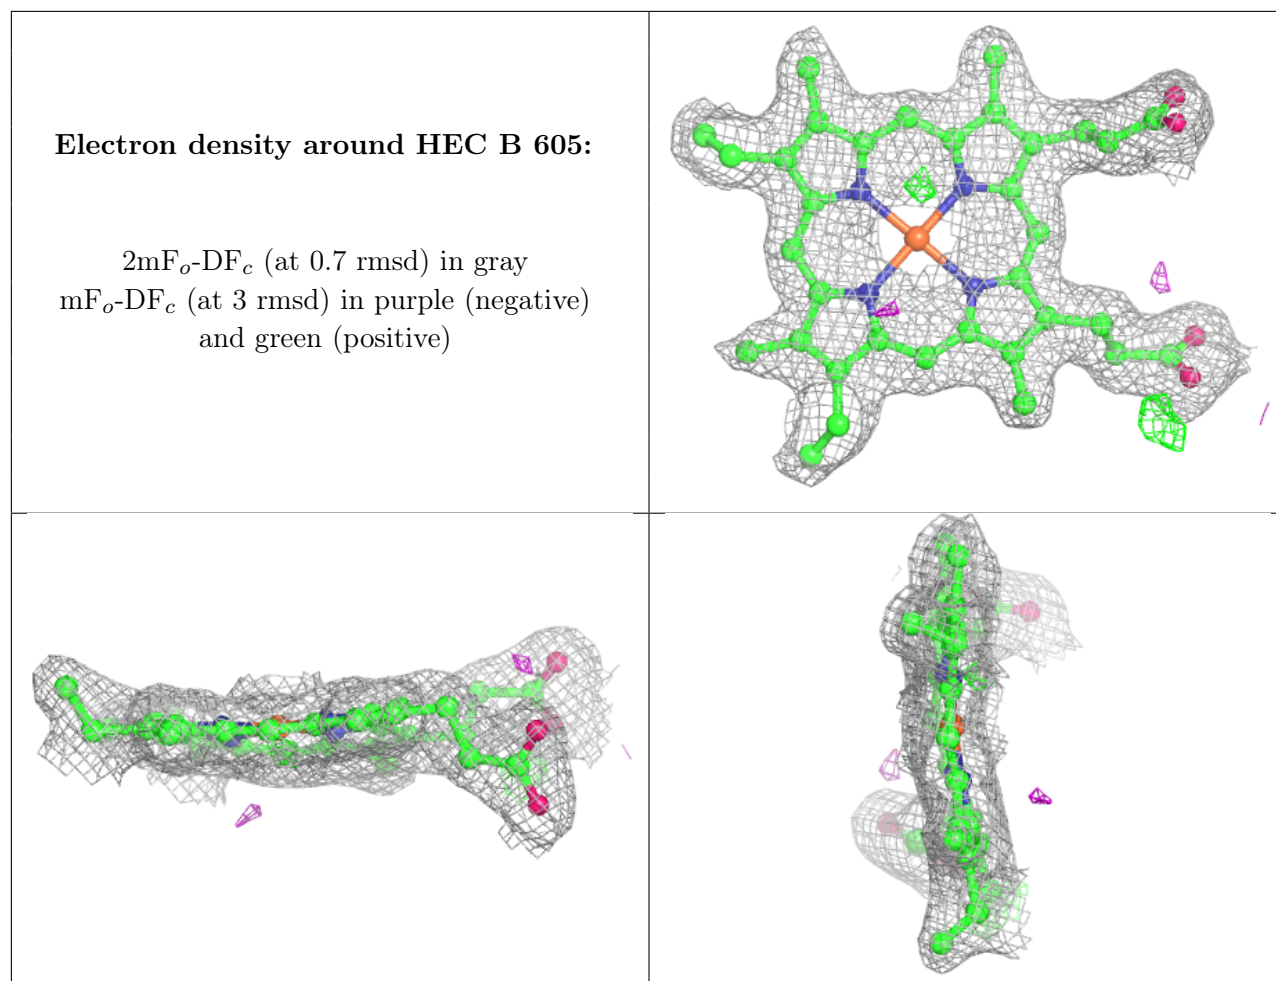 Electron density around HEC B 605:
2mFo-DFc (at 0.7 rmsd) in gray
mFo-DFc (at 3 rmsd) in purple (negative)
and green (positive)